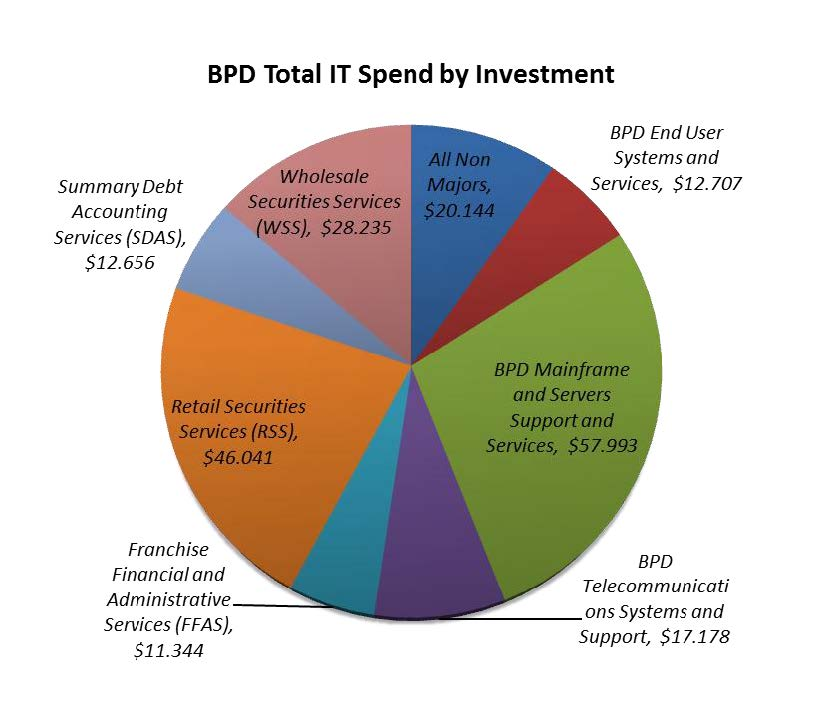 BPD Total IT Spend by Investment
All Non
Majors,
$20.144
BPD End User
Systems and
Services, $12.707
BPD Mainframe
and Servers
Support and
Services, $57.993
BPD
Telecommunicati
ons Systems and
Support, $17.178
Franchise
Financial and
Administrative
Services (FFAS),
$11.344
Retail Securities
Services (RSS),
$46.041
Summary Debt
Accounting
Services (SDAS),
$12.656
Wholesale
Securities Services
(WSS), $28.235